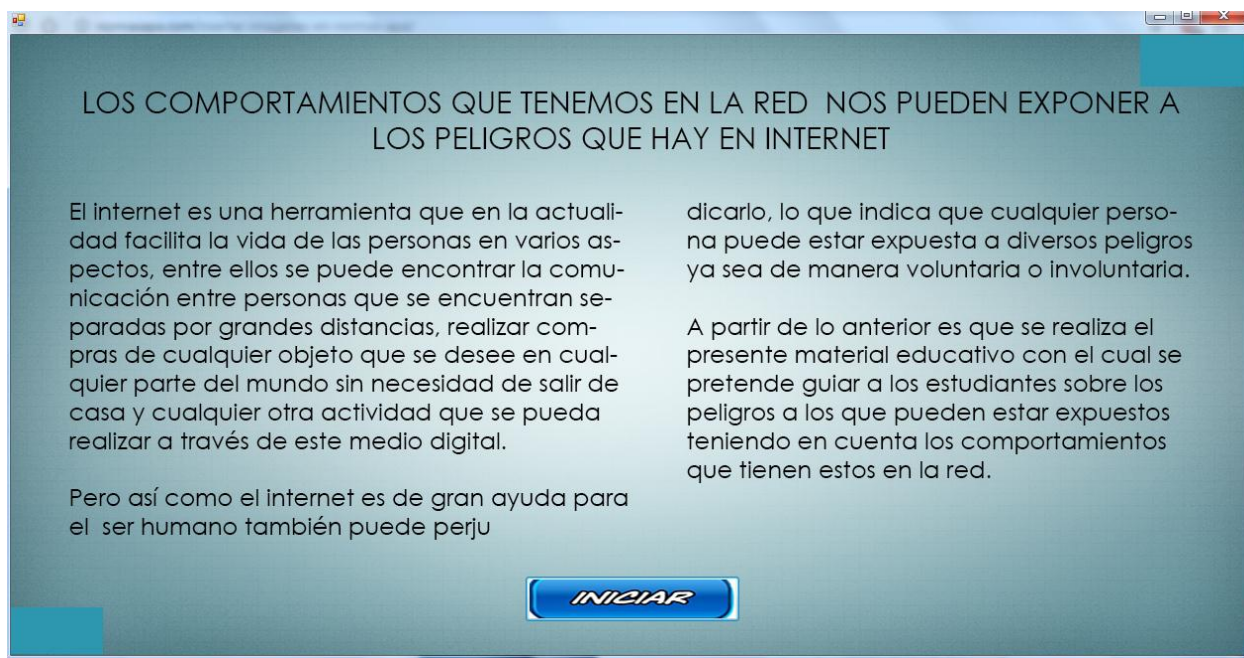 LOS COMPORTAMIENTOS QUE TENEMOS EN LA RED  NOS PUEDEN EXPONER A
LOS PELIGROS QUE HAY EN INTERNET
El internet es una herramienta que en la actuali-
dad facilita la vida de las personas en varios as-
pectos, entre ellos se puede encontrar la comu-
nicación entre personas que se encuentran se-
paradas por grandes distancias, realizar com-
pras de cualquier objeto que se desee en cual-
quier parte del mundo sin necesidad de salir de
casa y cualquier otra actividad que se pueda
realizar a través de este medio digital.
Pero así como el internet es de gran ayuda para
el  ser humano también puede perju
dicarlo, lo que indica que cualquier perso-
na puede estar expuesta a diversos peligros
ya sea de manera voluntaria o involuntaria.
A partir de lo anterior es que se realiza el
presente material educativo con el cual se
pretende guiar a los estudiantes sobre los
peligros a los que pueden estar expuestos
teniendo en cuenta los comportamientos
que tienen estos en la red.
INICIAR